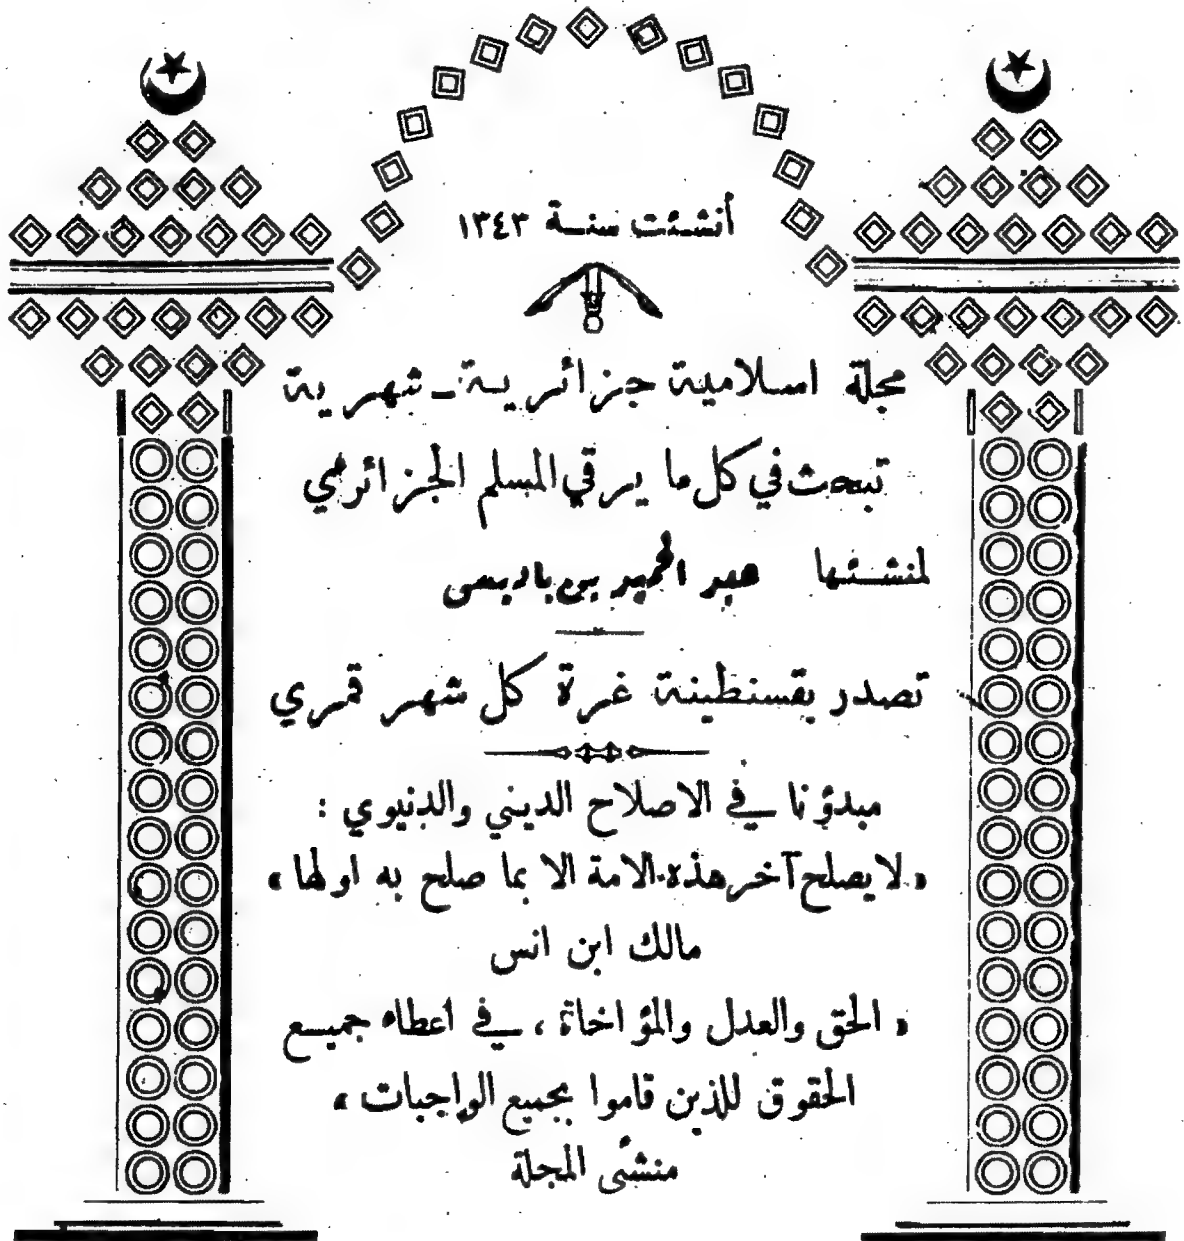 أنشئت سنة ١٣٤٣
مجلة اسلامية جزائرية ـ شهرية
تبحث في كل ما يرقي المسلم الجزائري
لمنشئها عبد الحميد بن باديس
تصدر بقسنطينة غرة كل شهر قمري
مبدؤنا في الاصلاح الديني والدنيوي :
« لا يصلح آخر هذه الامة الا بما صلح به اولها »
مالك ابن انس
« الحق والعدل والمؤاخاة ، في اعطاء جميع
الحقوق للذين قاموا بجميع الواجبات »
منشئ المجلة